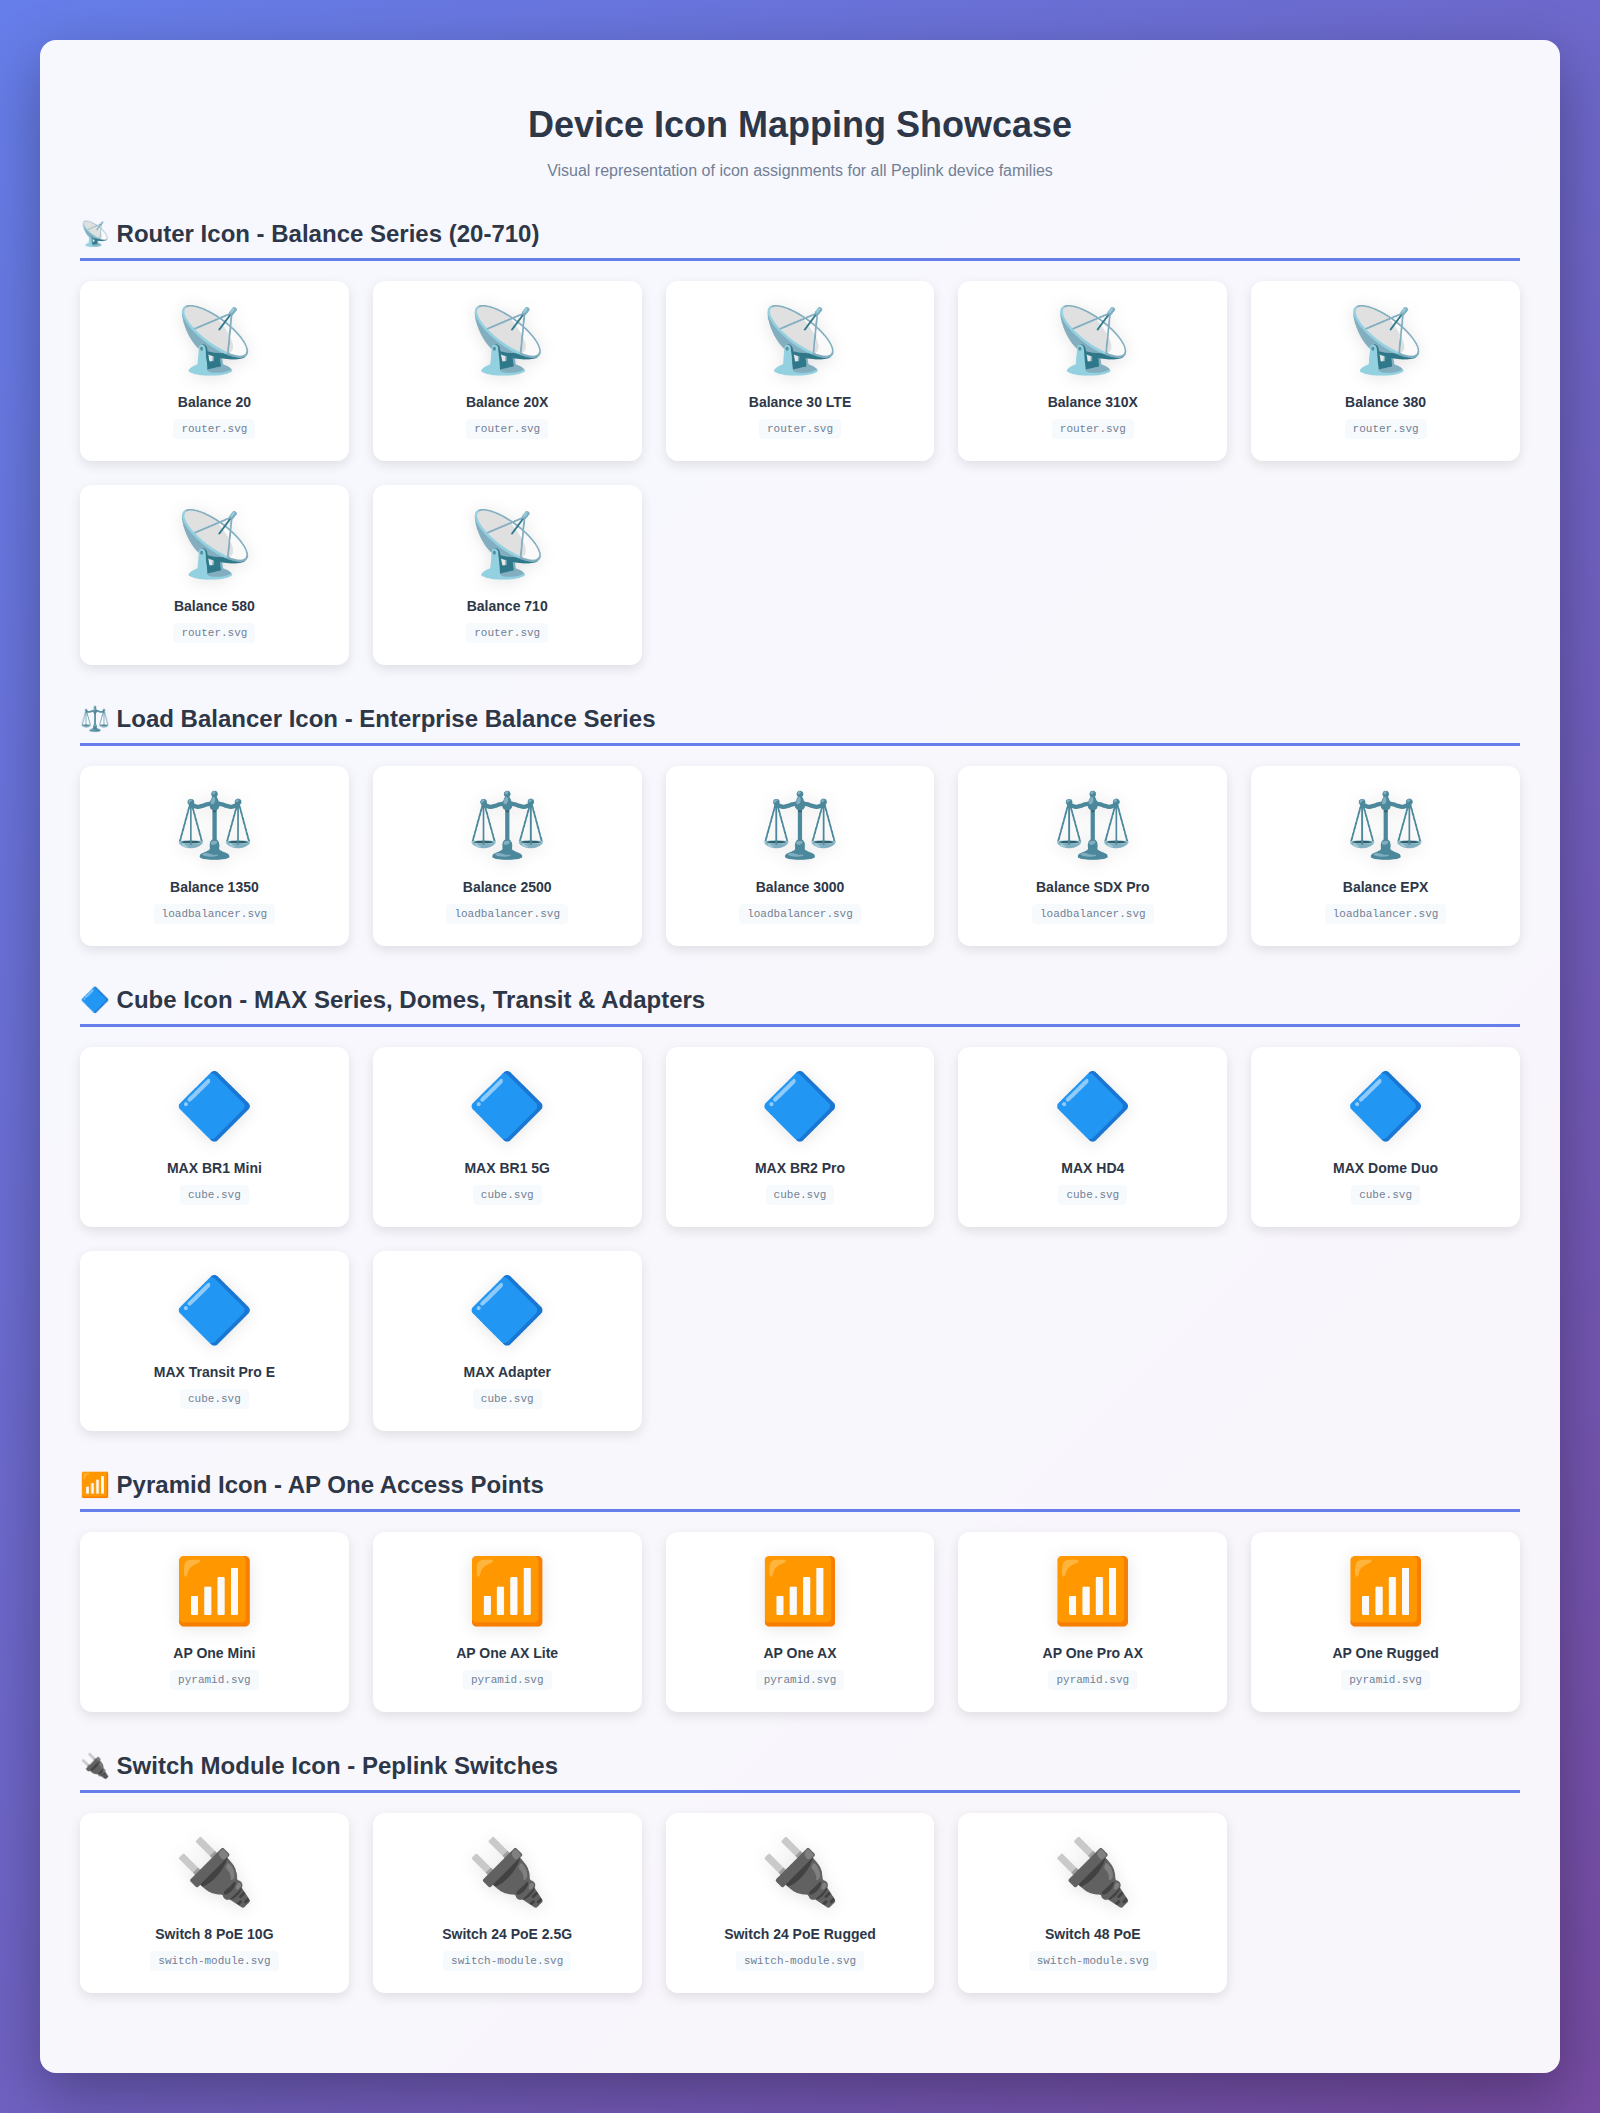 Device Icon Mapping Showcase
Visual representation of icon assignments for all Peplink device families
📡 Router Icon - Balance Series (20-710)
Balance 20
router.svg
Balance 20X
router.svg
Balance 30 LTE
router.svg
Balance 310X
router.svg
Balance 380
router.svg
Balance 580
router.svg
Balance 710
router.svg
⚖️ Load Balancer Icon - Enterprise Balance Series
Balance 1350
loadbalancer.svg
Balance 2500
loadbalancer.svg
Balance 3000
loadbalancer.svg
Balance SDX Pro
loadbalancer.svg
Balance EPX
loadbalancer.svg
🔷 Cube Icon - MAX Series, Domes, Transit & Adapters
MAX BR1 Mini
cube.svg
MAX BR1 5G
cube.svg
MAX BR2 Pro
cube.svg
MAX HD4
cube.svg
MAX Dome Duo
cube.svg
MAX Transit Pro E
cube.svg
MAX Adapter
cube.svg
📶 Pyramid Icon - AP One Access Points
AP One Mini
pyramid.svg
AP One AX Lite
pyramid.svg
AP One AX
pyramid.svg
AP One Pro AX
pyramid.svg
AP One Rugged
pyramid.svg
🔌 Switch Module Icon - Peplink Switches
Switch 8 PoE 10G
switch-module.svg
Switch 24 PoE 2.5G
switch-module.svg
Switch 24 PoE Rugged
switch-module.svg
Switch 48 PoE
switch-module.svg